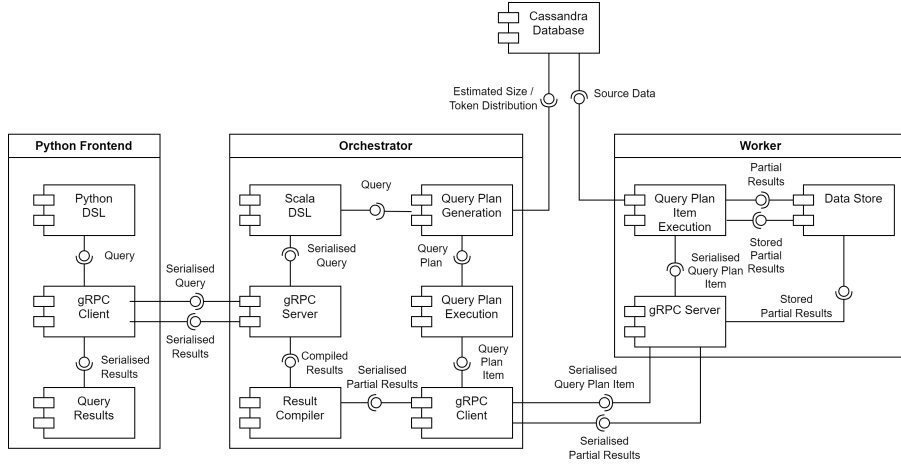 Cassandra
Database
Estimated Size /
Token Distribution
Source Data
Python Frontend
Orchestrator
Worker
Python
DSL
Query
gRPC
Client
Serialised
Results
Query
Results
Serialised
Query
Serialised
Results
Scala
DSL
Query
Query Plan
Generation
Serialised
Query
Query
Plan
gRPC
Server
Query Plan
Execution
Compiled
Results
Serialised
Partial Results
Query
Plan
Item
Result
Compiler
gRPC
Client
Serialised
Query Plan Item
Serialised
Partial Results
Query Plan
Item
Execution
Partial
Results
Data Store
Stored
Partial
Results
Serialised
Query Plan
Item
gRPC Server
Stored
Partial Results